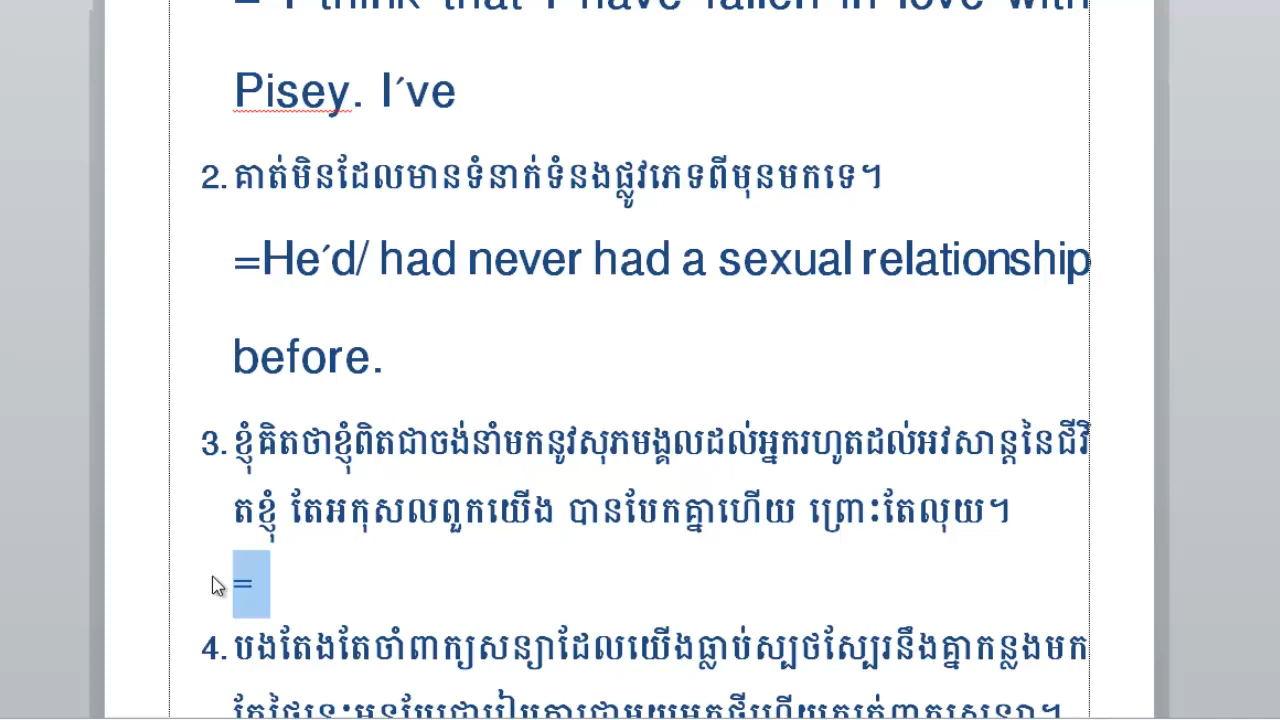 = I think that I have fallen in love with
Pisey. I´ve
2. គាត់មិនដែលមានទំនាក់ទំនងផ្លូវភេទពីមុនមកទេ។
=He´d/ had never had a sexual relationship
before.
3. ខ្ញុំគិតថាខ្ញុំពិតជាចង់នាំមកនូវសុភមង្គលដល់អ្នករហូតដល់អវសាន្តនៃជីវិ
តខ្ញុំ តែអកុសលពួកយើង បានបែកគ្នាហើយ ព្រោះតែលុយ។
=
4. បងតែងតែចាំពាក្យសន្យាដែលយើងធ្លាប់ស្បថស្បែរនឹងគ្នាកន្លងមក